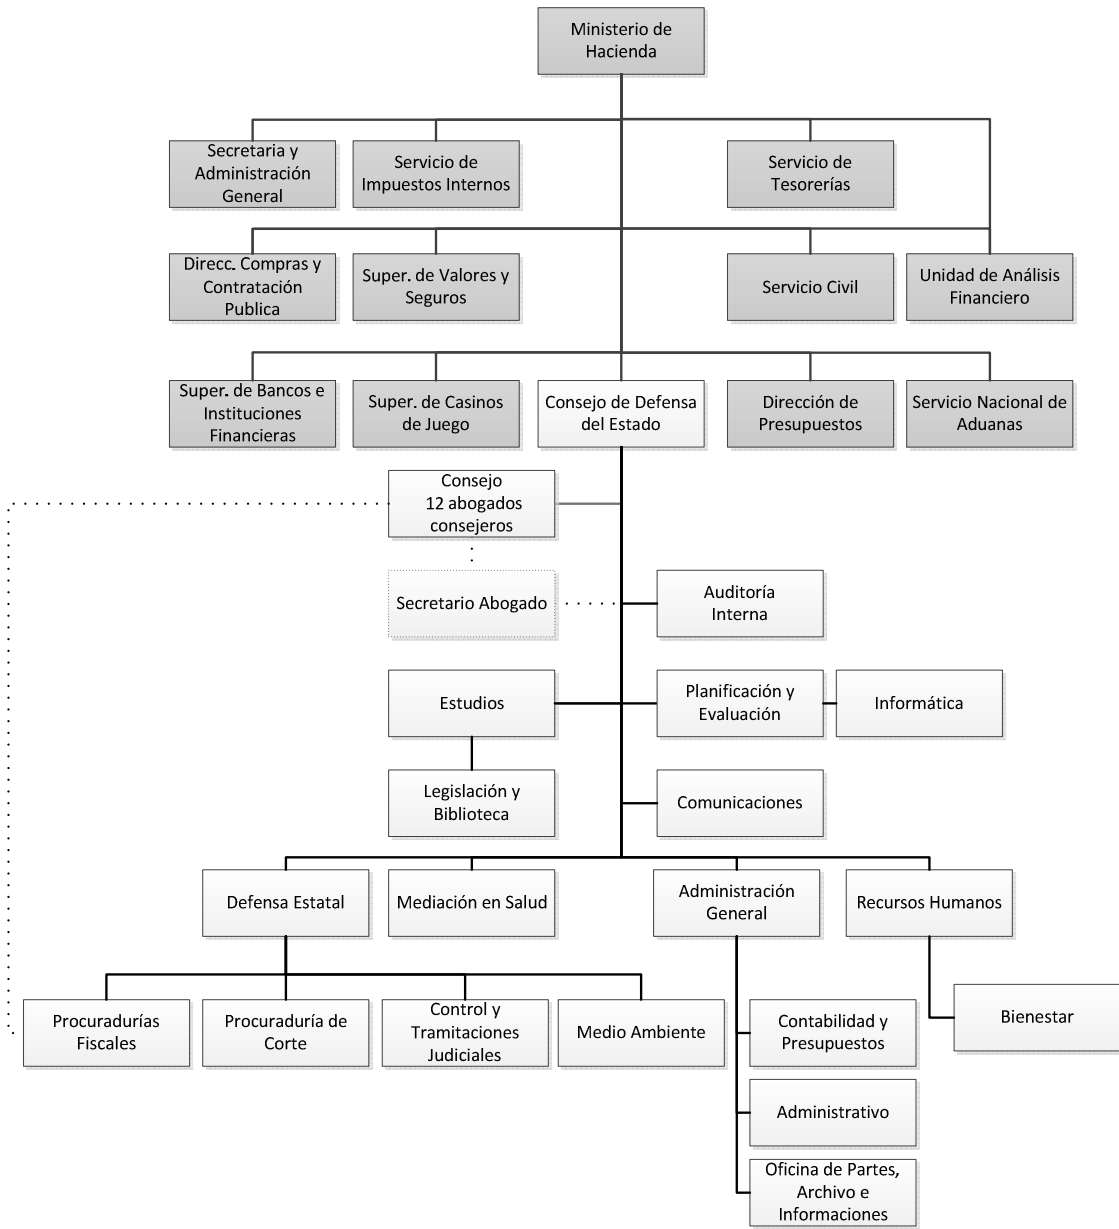 Ministerio de
Hacienda
Secretaria y
Administración
General
Servicio de
Impuestos Internos
Servicio de
Tesorerías
Direcc. Compras y
Contratación
Publica
Super. de Valores y
Seguros
Servicio Civil
Unidad de Análisis
Financiero
Super. de Bancos e
Instituciones
Financieras
Super. de Casinos
de Juego
Consejo de Defensa
del Estado
Dirección de
Presupuestos
Servicio Nacional de
Aduanas
Consejo
12 abogados
consejeros
Secretario Abogado
Auditoría
Interna
Estudios
Planificación y
Evaluación
Informática
Legislación y
Biblioteca
Comunicaciones
Defensa Estatal
Mediación en Salud
Administración
General
Recursos Humanos
Procuradurías
Fiscales
Procuraduría de
Corte
Control y
Tramitaciones
Judiciales
Medio Ambiente
Contabilidad y
Presupuestos
Bienestar
Administrativo
Oficina de Partes,
Archivo e
Informaciones